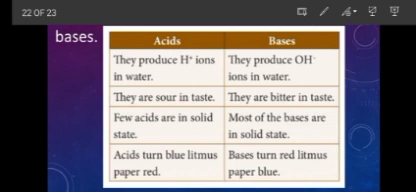 22 OF 23
bases.
Acids Bases
They produce H⁺ ions in water. They produce OH⁻ ions in water.
They are sour in taste. They are bitter in taste.
Few acids are in solid state. Most of the bases are in solid state.
Acids turn blue litmus paper red. Bases turn red litmus paper blue.